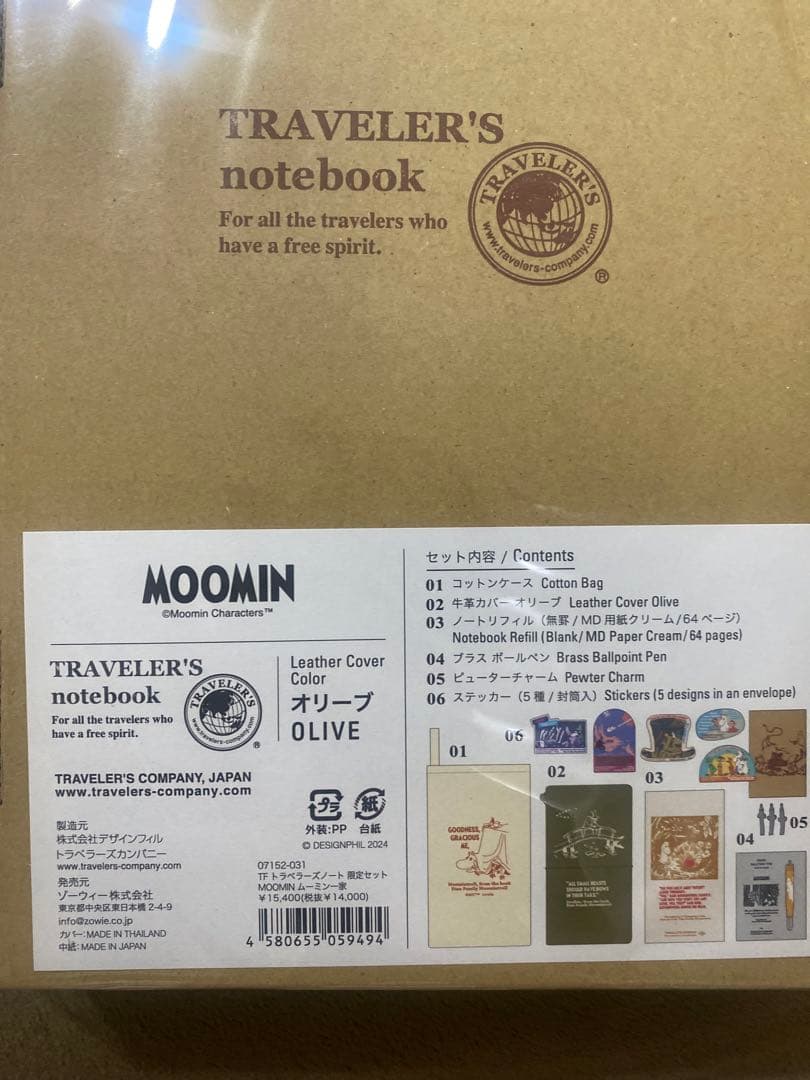 TRAVELER'S
notebook
For all the travelers who
have a free spirit.
TRAVELER'S
www.travelers-company.com
®
MOOMIN
©Moomin Characters™
TRAVELER'S
notebook
For all the travelers who
have a free spirit.
TRAVELER'S
®
Leather Cover
Color
オリーブ
OLIVE
TRAVELER'S COMPANY, JAPAN
www.travelers-company.com
製造元
株式会社デザインフィル
トラベラーズカンパニー
www.travelers-company.com
発売元
ゾーウィー株式会社
東京都中央区東日本橋 2-4-9
info@zowie.co.jp
カバー：MADE IN THAILAND
中紙：MADE IN JAPAN
プラ 紙
外装：PP 台紙
© DESIGNPHIL 2024
07152-031
TF トラベラーズノート 限定セット
MOOMIN ムーミン一家
￥15,400(税抜￥14,000)
4 580655 059494
セット内容 / Contents
01 コットンケース Cotton Bag
02 牛革カバー オリーブ Leather Cover Olive
03 ノートリフィル（無罫 / MD 用紙クリーム / 64 ページ）
Notebook Refill (Blank / MD Paper Cream / 64 pages)
04 ブラス ボールペン Brass Ballpoint Pen
05 ピューターチャーム Pewter Charm
06 ステッカー（5 種 / 封筒入）Stickers (5 designs in an envelope)
01
06
02
03
04
05
GOODNESS,
GRACIOUS
ME,
"ALL SMALL BEASTS
SHOULD HAVE BOWS
IN THEIR TAILS."